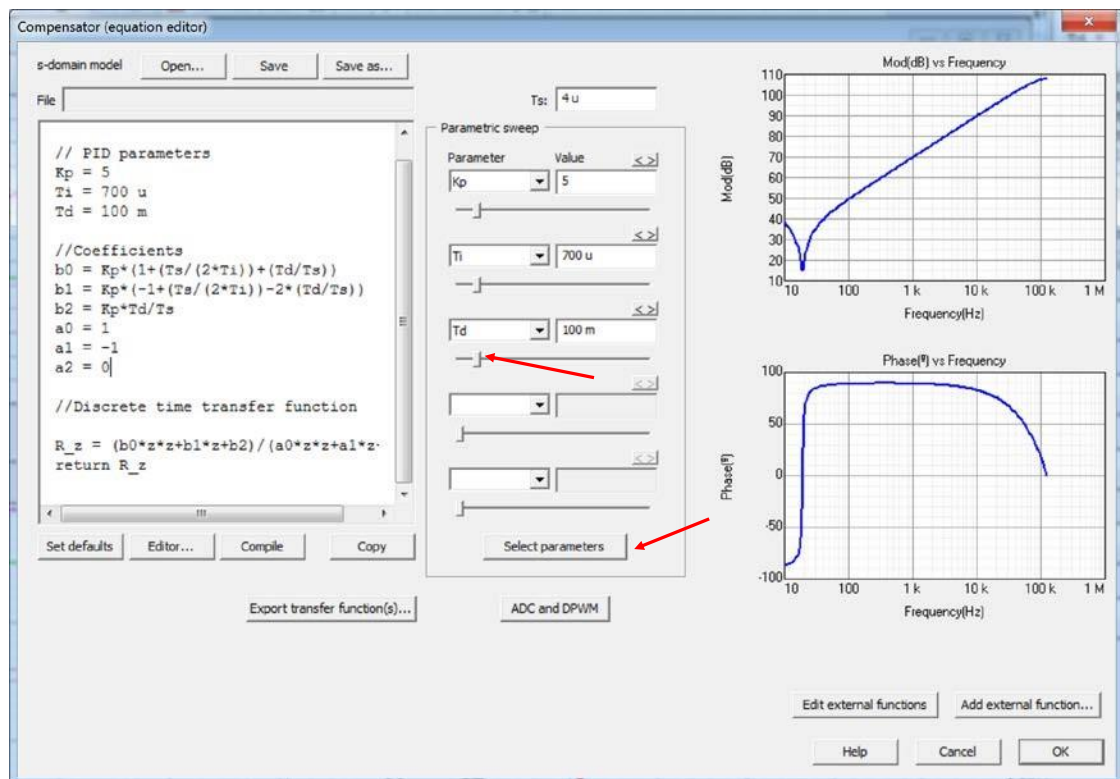 Compensator (equation editor)
s-domain model
Open...
Save
Save as...
File
Ts:
4 u
// PID parameters
Kp = 5
Ti = 700 u
Td = 100 m
//Coefficients
b0 = Kp*(1+(Ts/(2*Ti))+(Td/Ts))
b1 = Kp*(-1+(Ts/(2*Ti))-2*(Td/Ts))
b2 = Kp*Td/Ts
a0 = 1
a1 = -1
a2 = 0
//Discrete time transfer function
R_z = (b0*z*z+b1*z+b2)/(a0*z*z+a1*z·
return R_z
Set defaults
Editor...
Compile
Copy
Export transfer function(s)...
Parametric sweep
Parameter
Value
< >
Kp
5
< >
Ti
700 u
< >
Td
100 m
< >
< >
Select parameters
ADC and DPWM
Mod(dB) vs Frequency
Mod(dB)
110
100
90
80
70
60
50
40
30
20
10
10
100
1 k
10 k
100 k
1 M
Frequency(Hz)
Phase(º) vs Frequency
Phase(º)
100
50
0
-50
-100
10
100
1 k
10 k
100 k
1 M
Frequency(Hz)
Edit external functions
Add external function...
Help
Cancel
OK